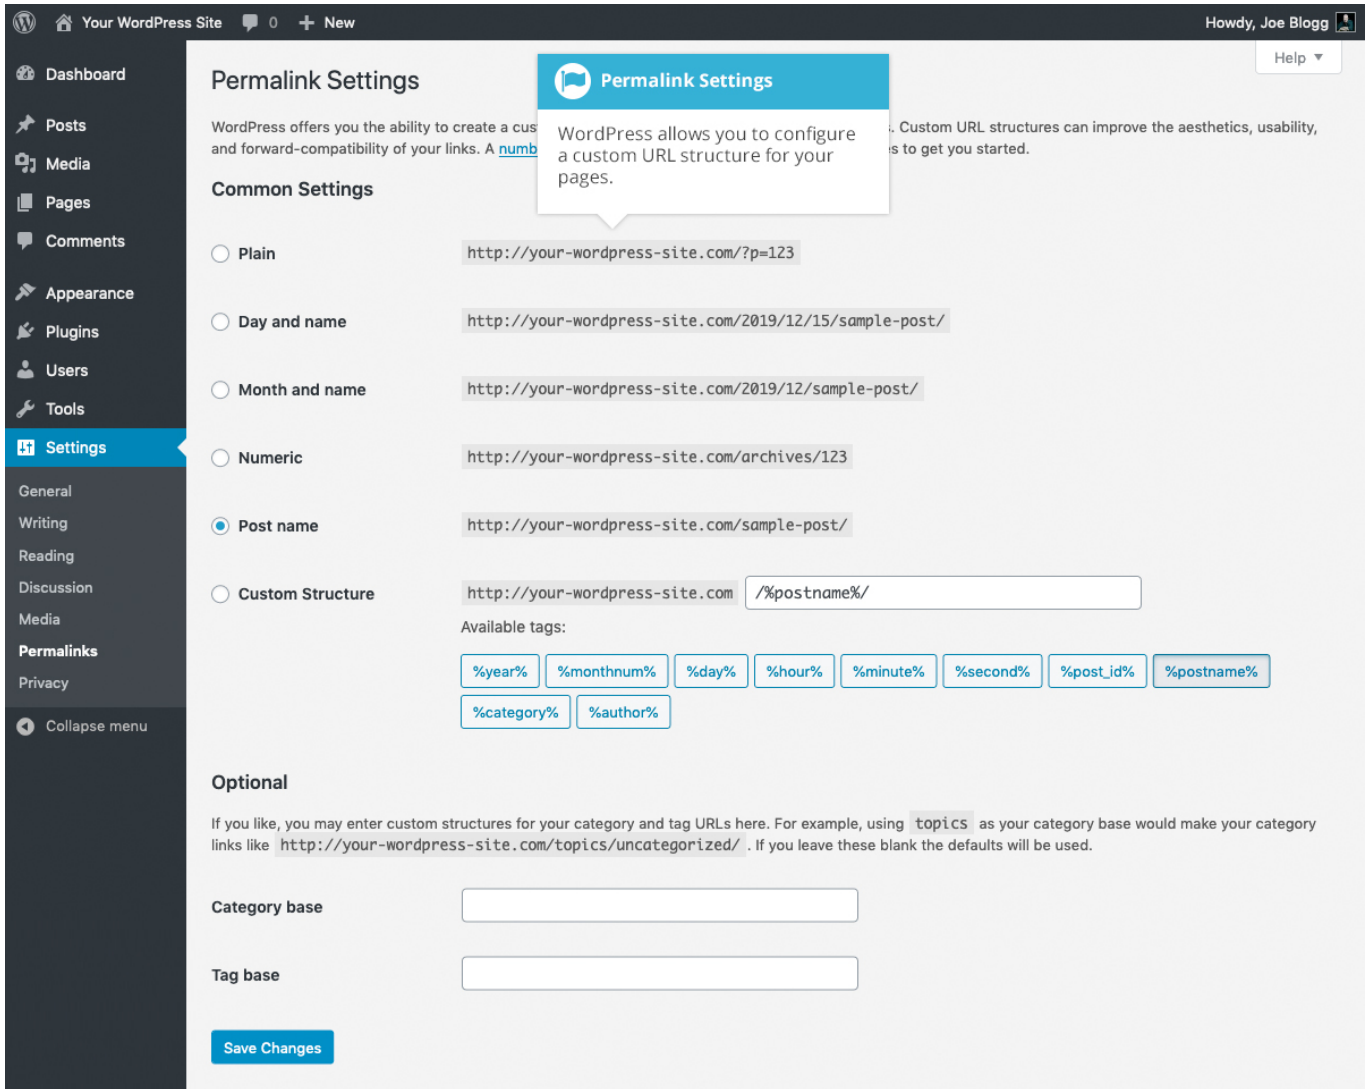 Your WordPress Site 0 New Howdy, Joe Blogg
Help
Dashboard
Posts
Media
Pages
Comments
Appearance
Plugins
Users
Tools
Settings
General
Writing
Reading
Discussion
Media
Permalinks
Privacy
Collapse menu
Permalink Settings
Permalink Settings
WordPress allows you to configure
a custom URL structure for your
pages.
WordPress offers you the ability to create a . Custom URL structures can improve the aesthetics, usability,
and forward-compatibility of your links. A to get you started.
Common Settings
Plain http://your-wordpress-site.com/?p=123
Day and name http://your-wordpress-site.com/2019/12/15/sample-post/
Month and name http://your-wordpress-site.com/2019/12/sample-post/
Numeric http://your-wordpress-site.com/archives/123
Post name http://your-wordpress-site.com/sample-post/
Custom Structure http://your-wordpress-site.com /%postname%/
Available tags:
%year% %monthnum% %day% %hour% %minute% %second% %post_id% %postname%
%category% %author%
Optional
If you like, you may enter custom structures for your category and tag URLs here. For example, using topics as your category base would make your category
links like http://your-wordpress-site.com/topics/uncategorized/ . If you leave these blank the defaults will be used.
Category base
Tag base
Save Changes